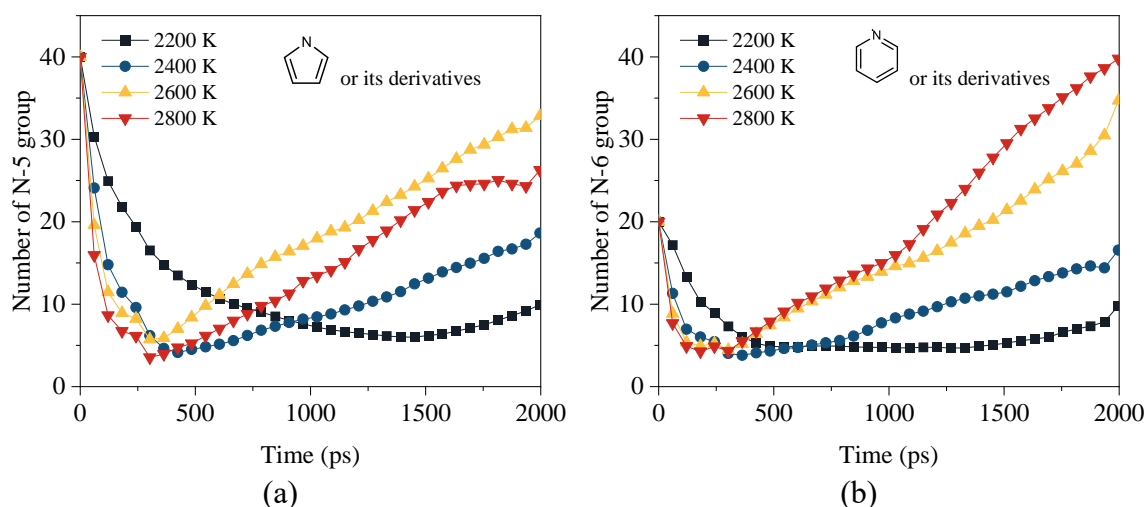 40
30
20
10
0
Number of N-5 group
2200 K
2400 K
2600 K
2800 K
N
or its derivatives
0
500
1000
1500
2000
Time (ps)
(a)
40
30
20
10
0
Number of N-6 group
2200 K
2400 K
2600 K
2800 K
N
or its derivatives
0
500
1000
1500
2000
Time (ps)
(b)